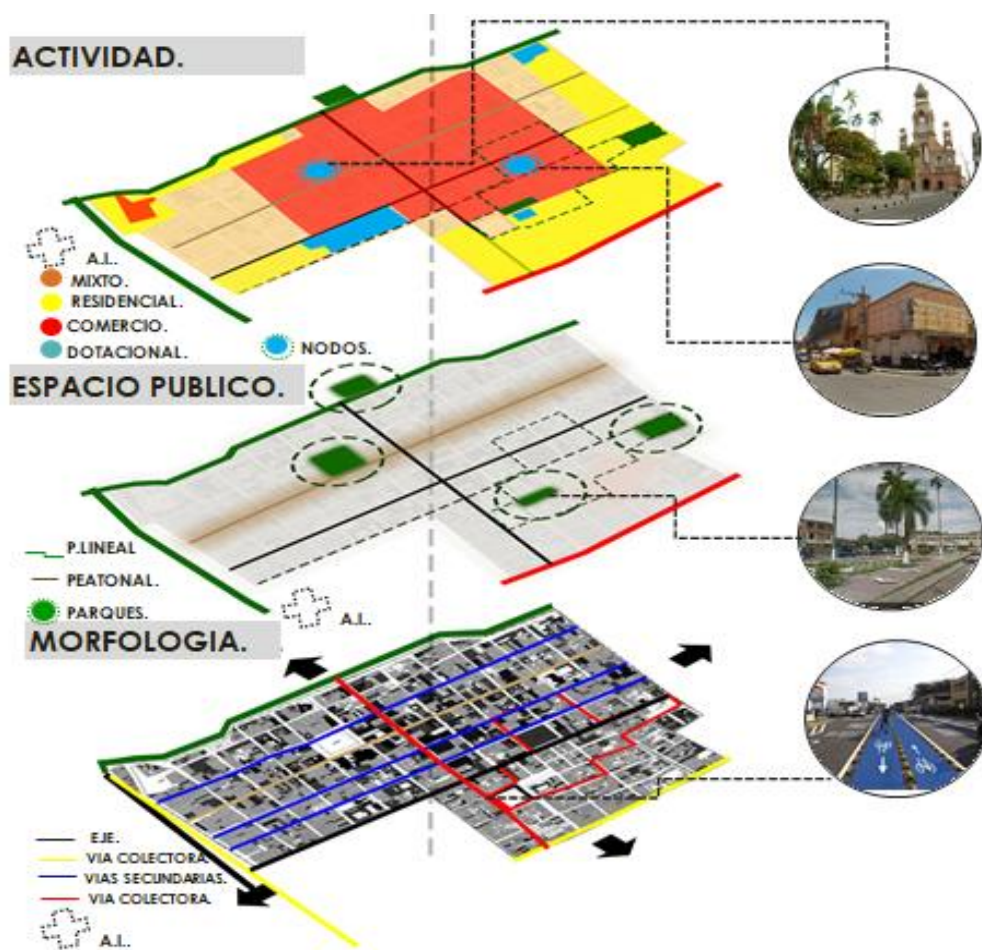 ACTIVIDAD.
A.I..
MIXTO.
RESIDENCIAL.
COMERCIO.
DOTACIONAL.
NODOS.
ESPACIO PUBLICO.
P.LINEAL
PEATONAL.
PARQUES.
A.I..
MORFOLOGIA.
EJE.
VIA COLECTORA.
VIAS SECUNDARIAS.
VIA COLECTORA.
A.I..